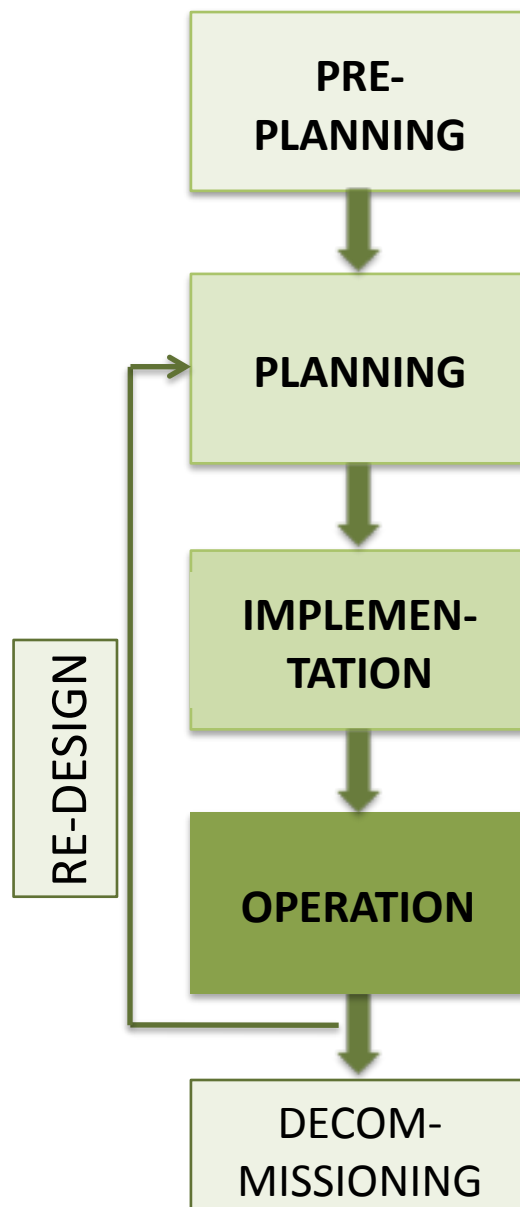 PRE-
PLANNING
PLANNING
IMPLEMEN-
TATION
RE-DESIGN
OPERATION
DECOM-
MISSIONING